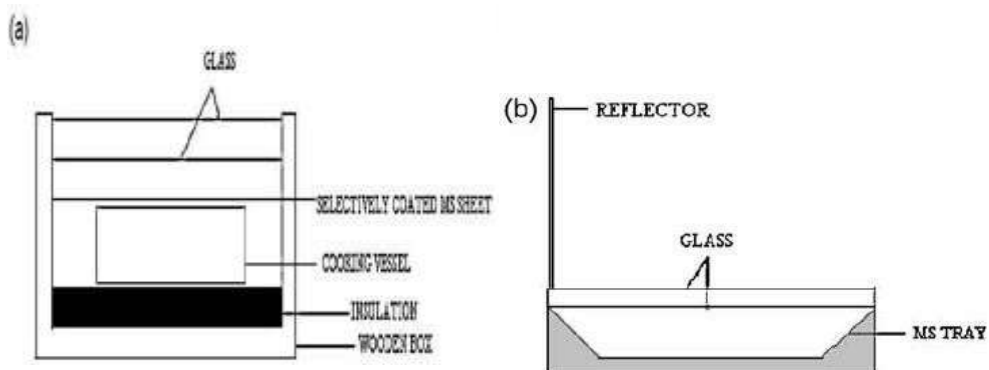 (a)
GLASS
SELECTIVELY COATED MS SHEET
COOKING VESSEL
INSULATION
WOODEN BOX
(b)
REFLECTOR
GLASS
MS TRAY